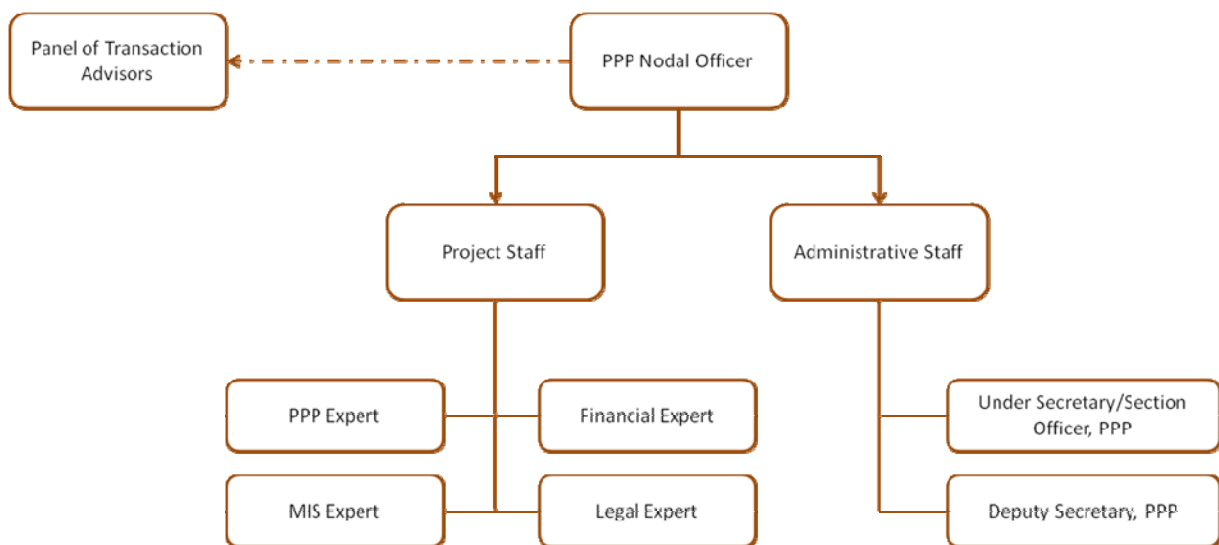 Panel of Transaction
Advisors
PPP Nodal Officer
Project Staff
Administrative Staff
PPP Expert
Financial Expert
Under Secretary/Section
Officer, PPP
MIS Expert
Legal Expert
Deputy Secretary, PPP